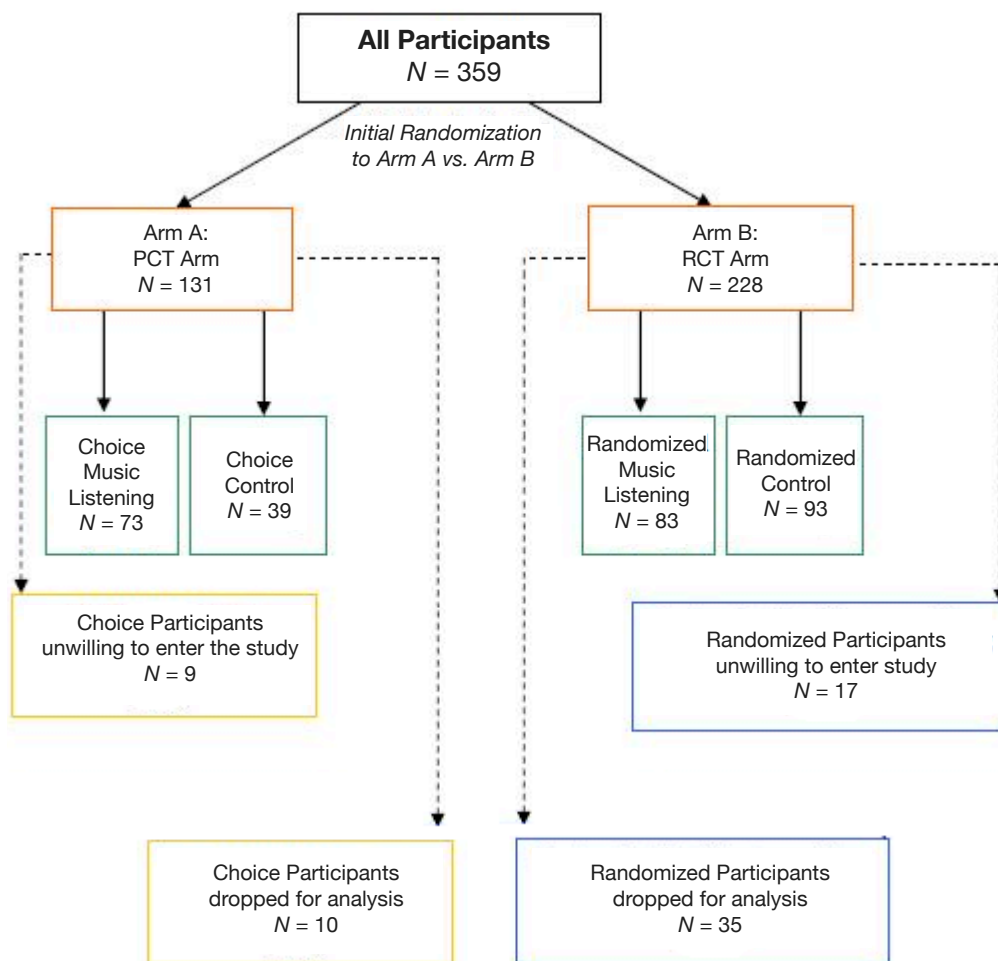 All Participants
N = 359
Initial Randomization
to Arm A vs. Arm B
Arm A:
PCT Arm
N = 131
Arm B:
RCT Arm
N = 228
Choice
Music
Listening
N = 73
Choice
Control
N = 39
Randomized
Music
Listening
N = 83
Randomized
Control
N = 93
Choice Participants
unwilling to enter the study
N = 9
Randomized Participants
unwilling to enter study
N = 17
Choice Participants
dropped for analysis
N = 10
Randomized Participants
dropped for analysis
N = 35